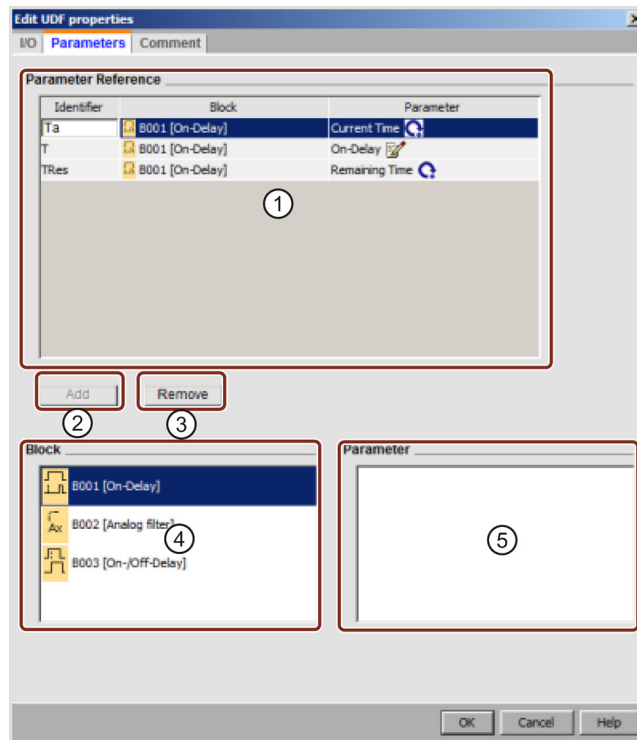 Edit UDF properties
I/O Parameters Comment
Parameter Reference
Identifier Block Parameter
Ta B001 [On-Delay] Current Time
T B001 [On-Delay] On-Delay
TRes B001 [On-Delay] Remaining Time
1
Add Remove
2 3
Block Parameter
B001 [On-Delay]
Ax B002 [Analog filter]
4 5
B003 [On-/Off-Delay]
OK Cancel Help